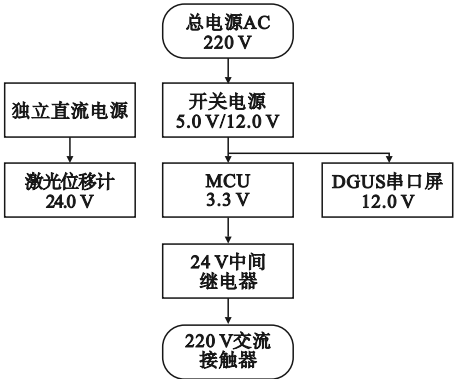 总电源AC
220 V
独立直流电源
开关电源
5.0 V/12.0 V
激光位移计
24.0 V
MCU
3.3 V
DGUS串口屏
12.0 V
24 V中间
继电器
220 V交流
接触器